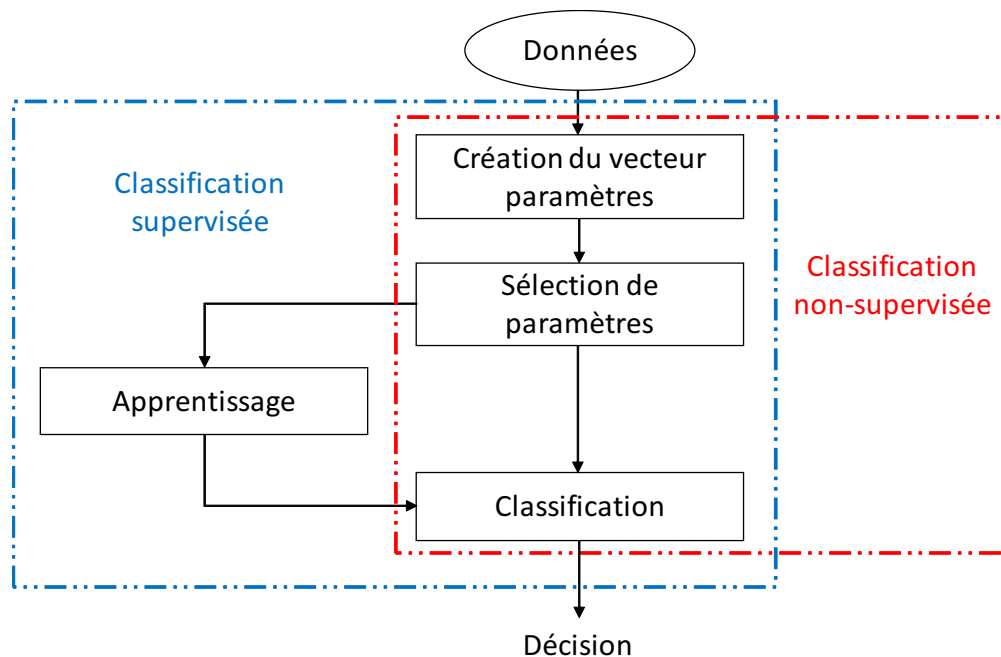 Données
Création du vecteur
paramètres
Classification
supervisée
Sélection de
paramètres
Classification
non-supervisée
Apprentissage
Classification
Décision